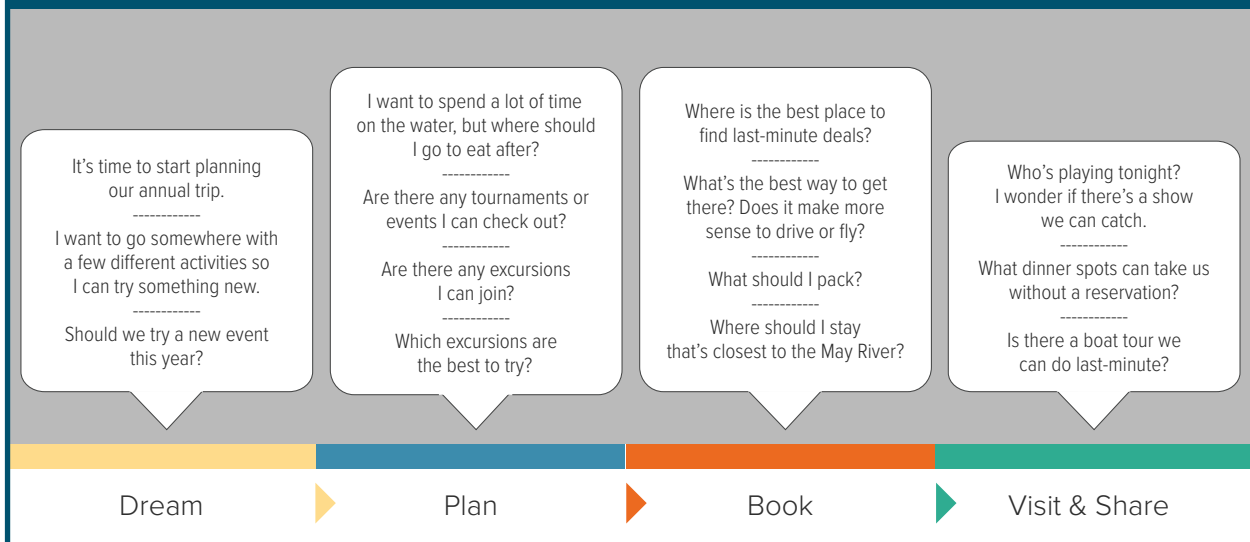 It's time to start planning
our annual trip.
------------
I want to go somewhere with
a few different activities so
I can try something new.
------------
Should we try a new event
this year?
I want to spend a lot of time
on the water, but where should
I go to eat after?
------------
Are there any tournaments or
events I can check out?
------------
Are there any excursions
I can join?
------------
Which excursions are
the best to try?
Where is the best place to
find last-minute deals?
------------
What's the best way to get
there? Does it make more
sense to drive or fly?
------------
What should I pack?
------------
Where should I stay
that's closest to the May River?
Who's playing tonight?
I wonder if there's a show
we can catch.
------------
What dinner spots can take us
without a reservation?
------------
Is there a boat tour we
can do last-minute?
Dream
Plan
Book
Visit & Share